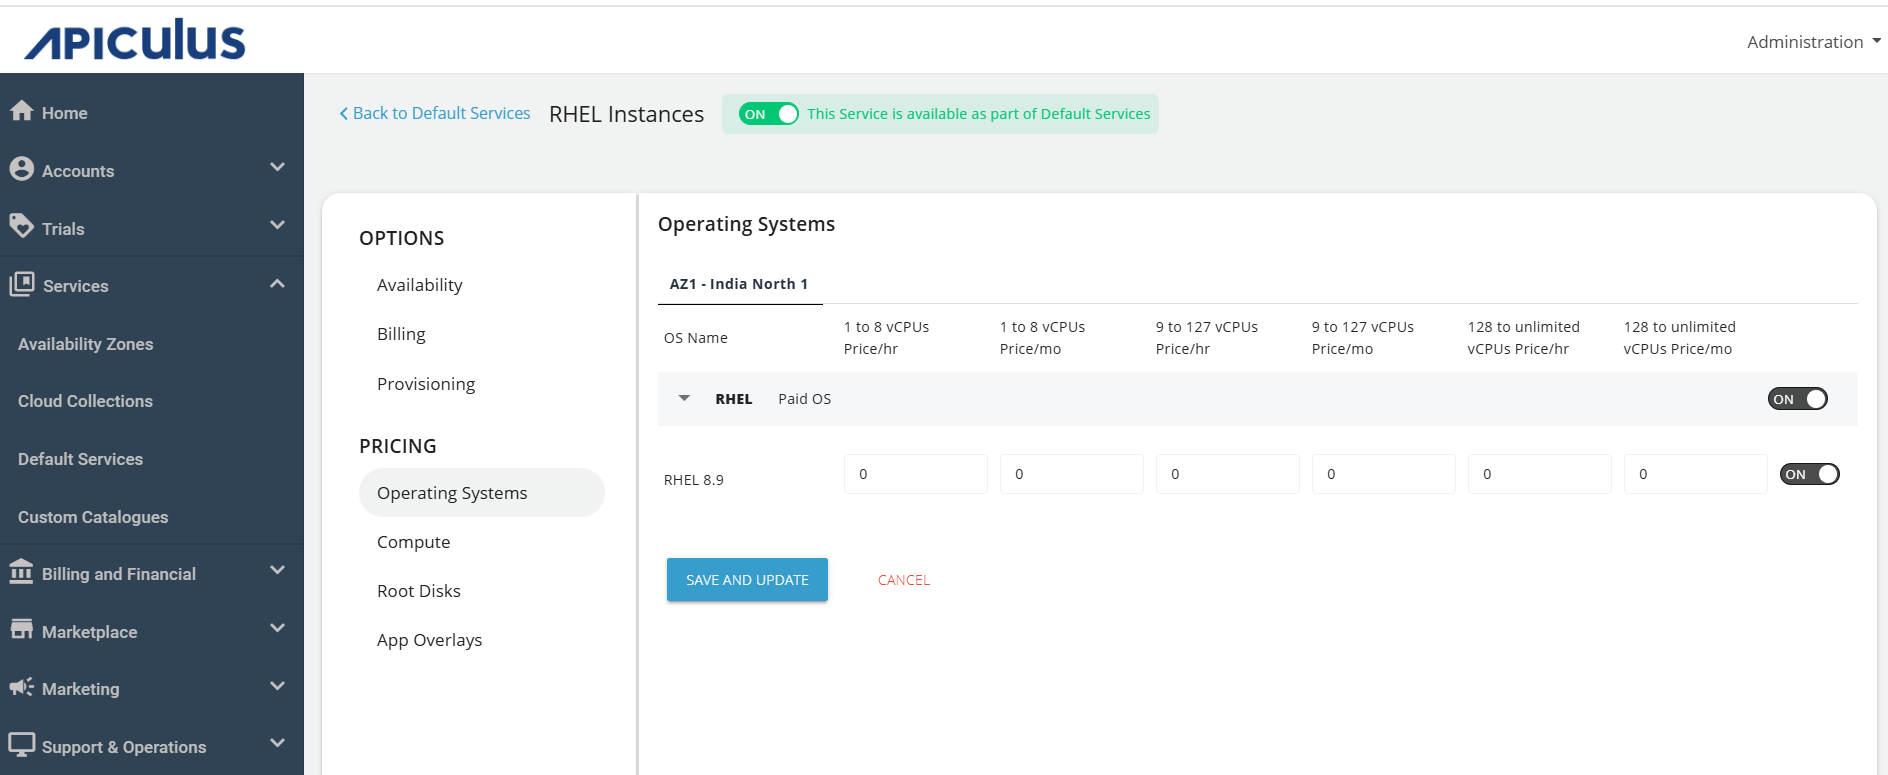 APICULUS
Administration
Home
Accounts
Trials
Services
Availability Zones
Cloud Collections
Default Services
Custom Catalogues
Billing and Financial
Marketplace
Marketing
Support & Operations
Back to Default Services
RHEL Instances
ON
This Service is available as part of Default Services
OPTIONS
Availability
Billing
Provisioning
PRICING
Operating Systems
Compute
Root Disks
App Overlays
Operating Systems
AZ1 - India North 1
OS Name
1 to 8 vCPUs
Price/hr
1 to 8 vCPUs
Price/mo
9 to 127 vCPUs
Price/hr
9 to 127 vCPUs
Price/mo
128 to unlimited
vCPUs Price/hr
128 to unlimited
vCPUs Price/mo
RHEL Paid OS ON
RHEL 8.9 0 0 0 0 0 0 ON
SAVE AND UPDATE
CANCEL